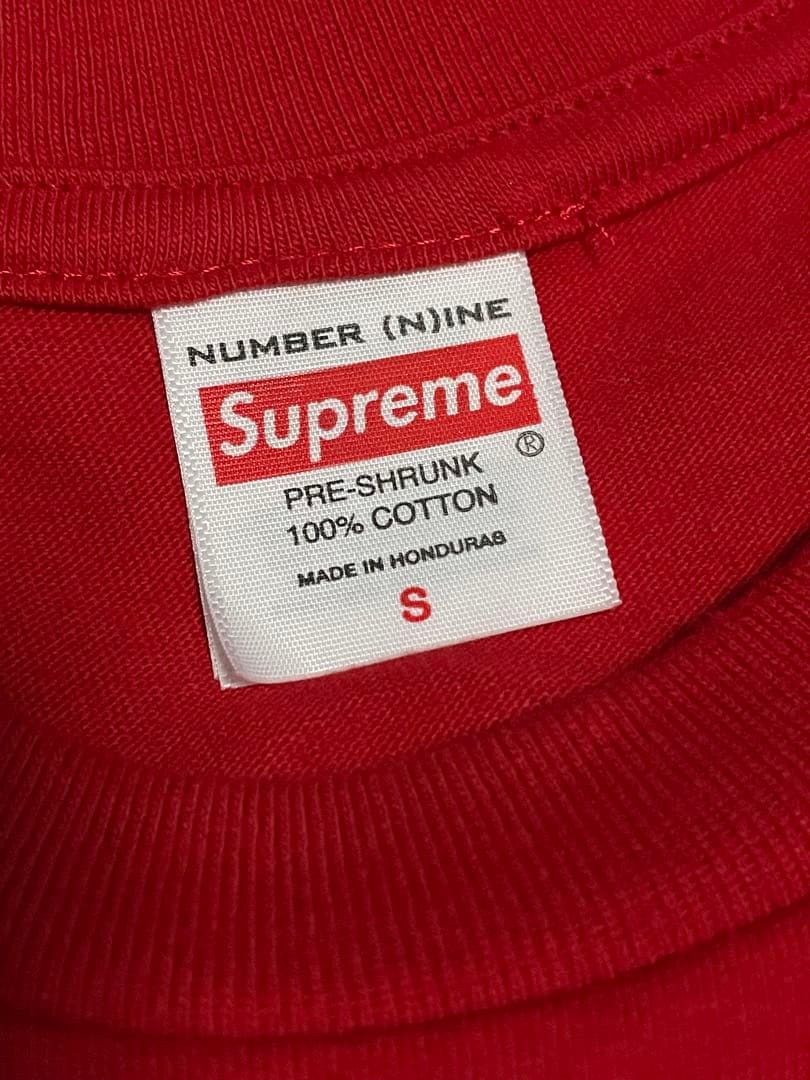 NUMBER (N)INE
Supreme
®
PRE-SHRUNK
100% COTTON
MADE IN HONDURAS
S